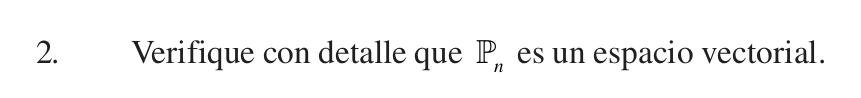 2. Verifique con detalle que ℙₙ es un espacio vectorial.